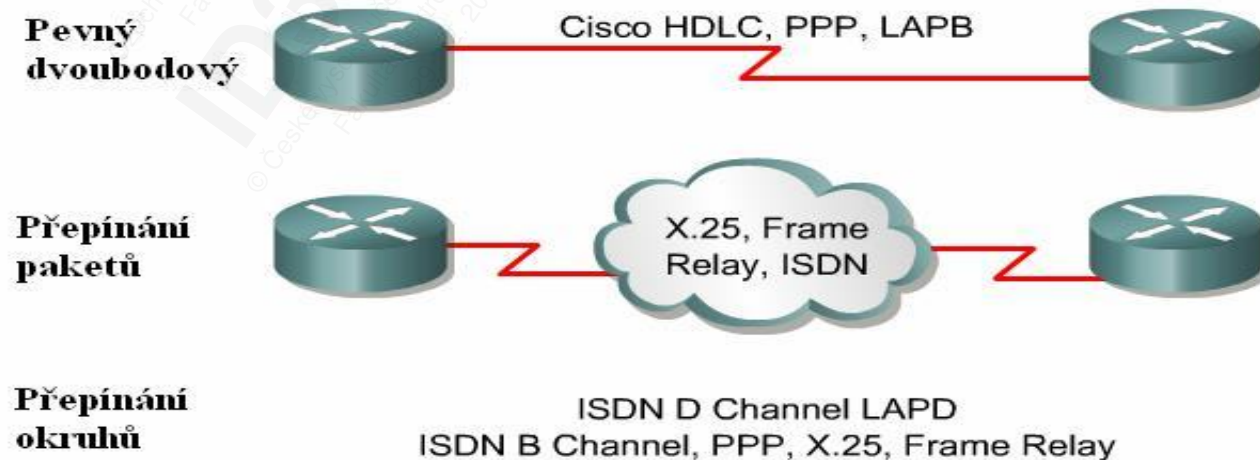 Pevný
dvoubodový
Cisco HDLC, PPP, LAPB
Přepínání
paketů
X.25, Frame
Relay, ISDN
Přepínání
okruhů
ISDN D Channel LAPD
ISDN B Channel, PPP, X.25, Frame Relay